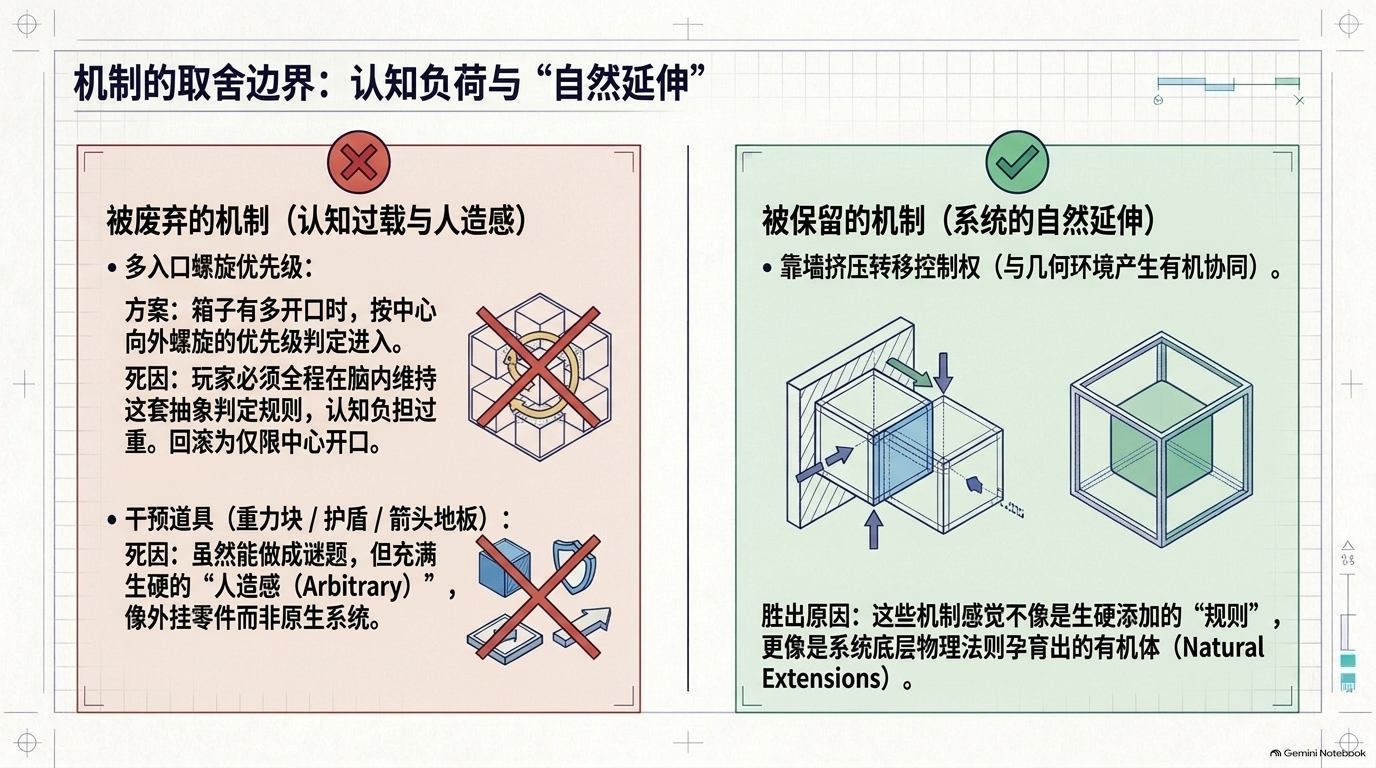 机制的取舍边界：认知负荷与“自然延伸”
被废弃的机制（认知过载与人造感）
• 多入口螺旋优先级：
方案：箱子有多开口时，按中心
向外螺旋的优先级判定进入。
死因：玩家必须全程在脑内维持
这套抽象判定规则，认知负担过
重。回滚为仅限中心开口。
• 干预道具（重力块 / 护盾 / 箭头地板）：
死因：虽然能做成谜题，但充满
生硬的“人造感（Arbitrary）”，
像外挂零件而非原生系统。
被保留的机制（系统的自然延伸）
• 靠墙挤压转移控制权（与几何环境产生有机协同）。
胜出原因：这些机制感觉不像是生硬添加的“规则”，
更像是系统底层物理法则孕育出的有机体（Natural
Extensions）。
Gemini Notebook